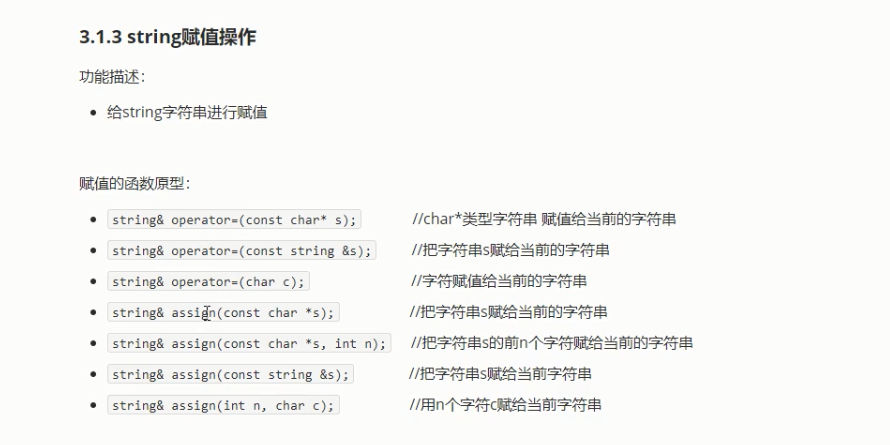 3.1.3 string赋值操作
功能描述：
给string字符串进行赋值
赋值的函数原型：
string& operator=(const char* s); //char*类型字符串 赋值给当前的字符串
string& operator=(const string &s); //把字符串s赋给当前的字符串
string& operator=(char c); //字符赋值给当前的字符串
string& assign(const char *s); //把字符串s赋给当前的字符串
string& assign(const char *s, int n); //把字符串s的前n个字符赋给当前的字符串
string& assign(const string &s); //把字符串s赋给当前字符串
string& assign(int n, char c); //用n个字符c赋给当前字符串